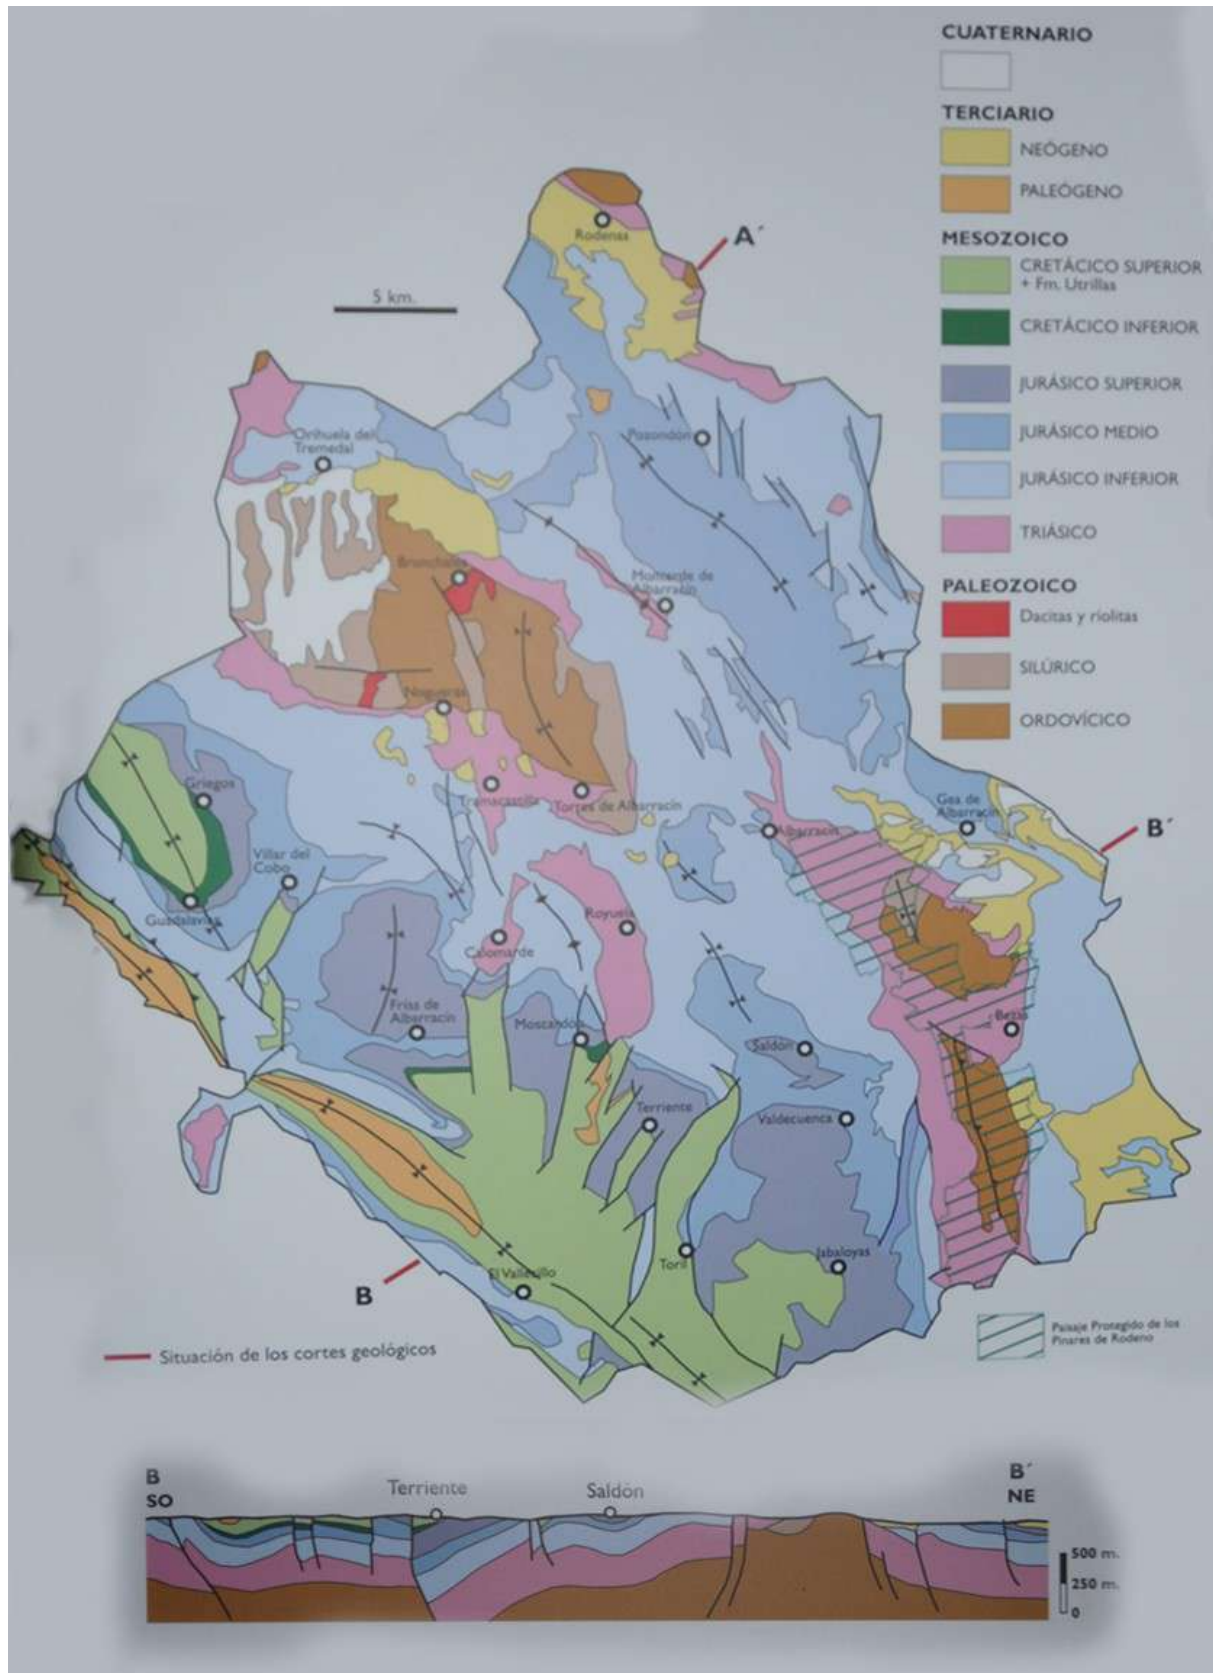 CUATERNARIO
TERCIARIO
NEÓGENO
PALEÓGENO
MESOZOICO
CRETÁCICO SUPERIOR
+ Fm. Utrillas
CRETÁCICO INFERIOR
JURÁSICO SUPERIOR
JURÁSICO MEDIO
JURÁSICO INFERIOR
TRIÁSICO
PALEOZOICO
Dacitas y riolitas
SILÚRICO
ORDOVÍCICO
Rodenas
A´
5 km.
Orihuela del
Tremedal
Pozondón
Bronchales
Monterde de
Albarracín
Noguera
Griegos
Tramacastilla
Torres de Albarracín
Gea de
Albarracín
Albarracín
B´
Villar del
Cobo
Guadalaviar
Royuela
Calomarde
Frías de
Albarracín
Moscardón
Bezas
Saldón
Terriente
Valdecuenca
Toril
Jabaloyas
El Vallecillo
B
Situación de los cortes geológicos
Paisaje Protegido de los
Pinares de Rodeno
B
SO
Terriente
Saldón
B´
NE
500 m.
250 m.
0